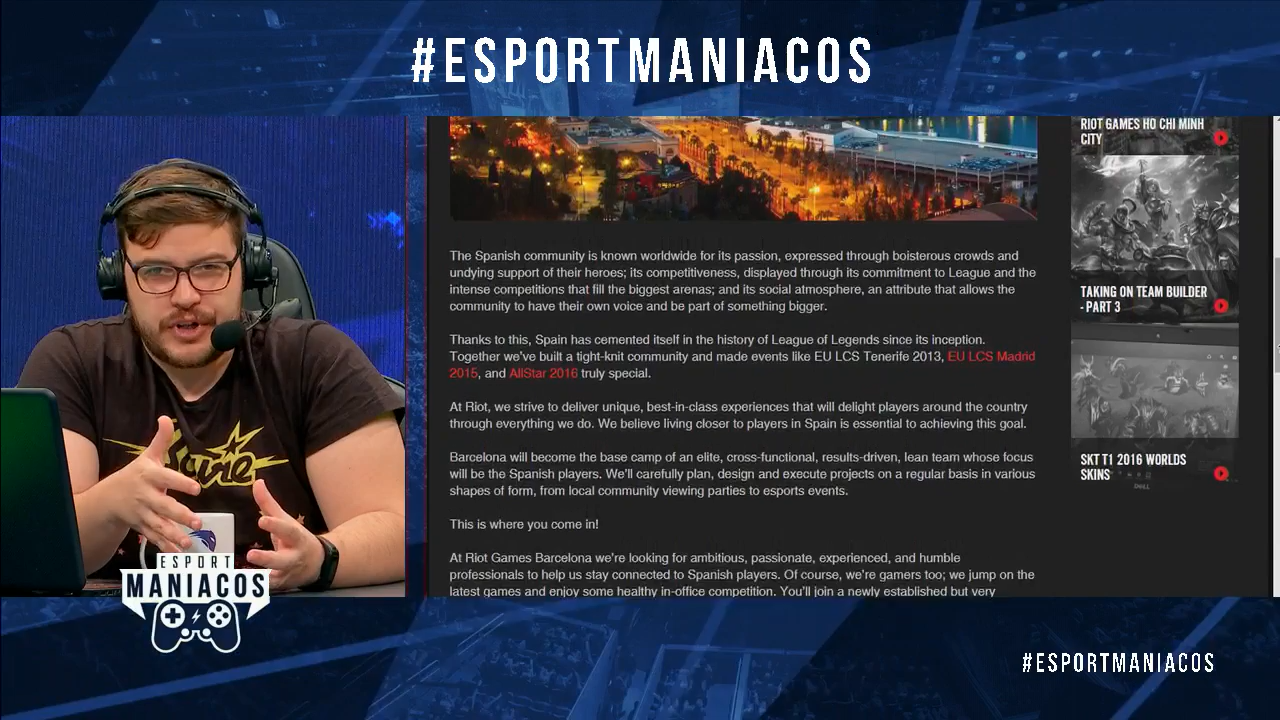 #ESPORTMANIACOS
RIOT GAMES HO CHI MINH
CITY
The Spanish community is known worldwide for its passion, expressed through boisterous crowds and
undying support of their heroes; its competitiveness, displayed through its commitment to League and the
intense competitions that fill the biggest arenas; and its social atmosphere, an attribute that allows the
community to have their own voice and be part of something bigger.
Thanks to this, Spain has cemented itself in the history of League of Legends since its inception.
Together we've built a tight-knit community and made events like EU LCS Tenerife 2013, EU LCS Madrid
2015, and AllStar 2016 truly special.
At Riot, we strive to deliver unique, best-in-class experiences that will delight players around the country
through everything we do. We believe living closer to players in Spain is essential to achieving this goal.
Barcelona will become the base camp of an elite, cross-functional, results-driven, lean team whose focus
will be the Spanish players. We'll carefully plan, design and execute projects on a regular basis in various
shapes of form, from local community viewing parties to esports events.
This is where you come in!
At Riot Games Barcelona we're looking for ambitious, passionate, experienced, and humble
professionals to help us stay connected to Spanish players. Of course, we're gamers too; we jump on the
latest games and enjoy some healthy in-office competition. You'll join a newly established but very
TAKING ON TEAM BUILDER
- PART 3
SKT T1 2016 WORLDS
SKINS
DELL
ESPORT
MANIACOS
#ESPORTMANIACOS